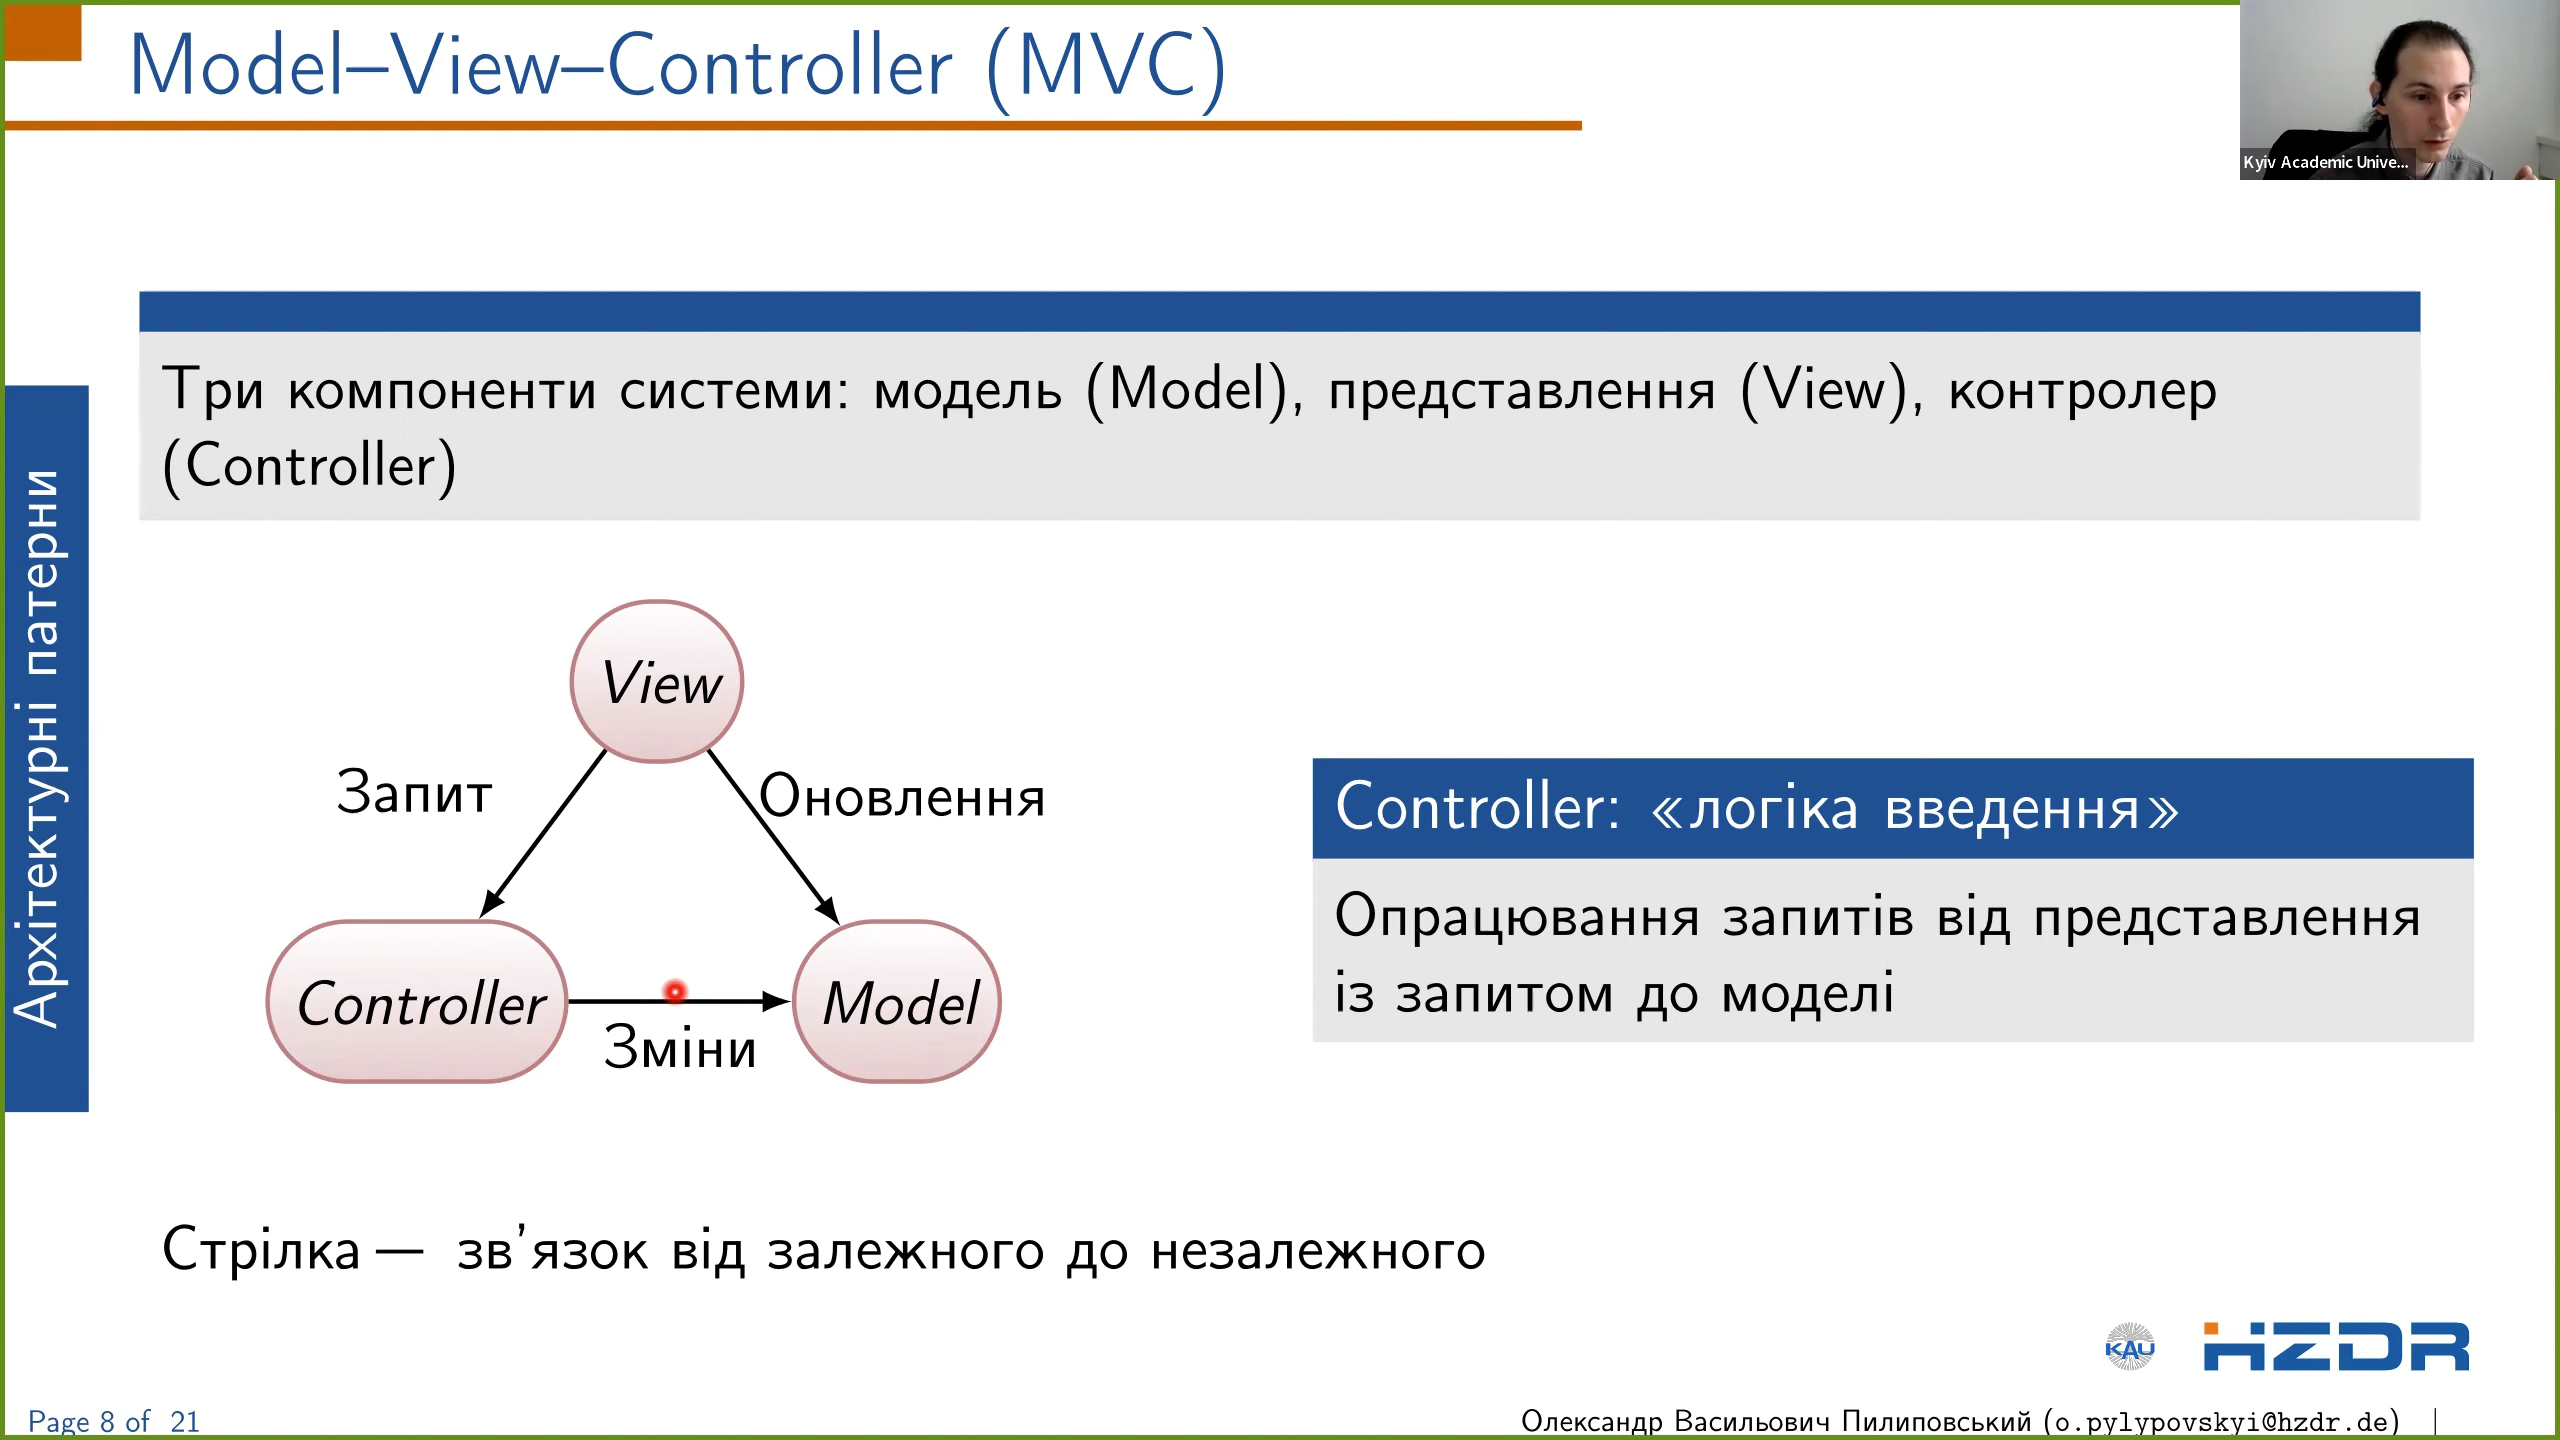 Model–View–Controller (MVC)
Kyiv Academic Unive...
Три компоненти системи: модель (Model), представлення (View), контролер
(Controller)
Архітектурні патерни
View
Запит
Оновлення
Controller
Model
Зміни
Controller: «логіка введення»
Опрацювання запитів від представлення
із запитом до моделі
Стрілка — зв'язок від залежного до незалежного
KAU
HZDR
Page 8 of 21
Олександр Васильович Пилиповський (o.pylypovskyi@hzdr.de) |